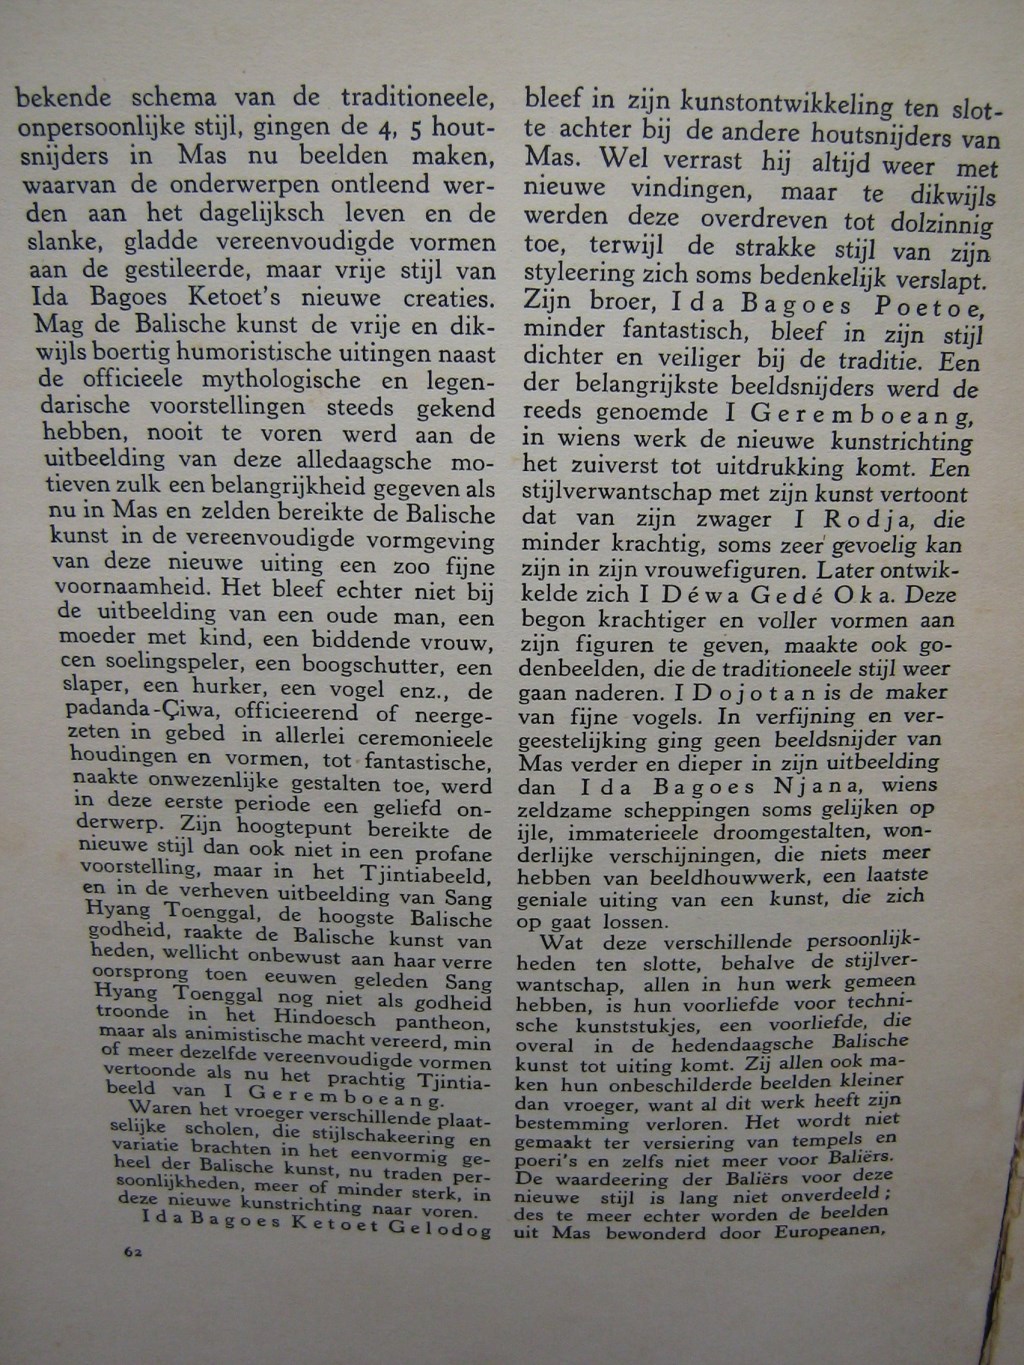 bekende schema van de traditioneele,
onpersoonlijke stijl, gingen de 4, 5 hout-
snijders in Mas nu beelden maken,
waarvan de onderwerpen ontleend wer-
den aan het dagelijksch leven en de
slanke, gladde vereenvoudigde vormen
aan de gestileerde, maar vrije stijl van
Ida Bagoes Ketoet's nieuwe creaties.
Mag de Balische kunst de vrije en dik-
wijls boertig humoristische uitingen naast
de officieele mythologische en legen-
darische voorstellingen steeds gekend
hebben, nooit te voren werd aan de
uitbeelding van deze alledaagsche mo-
tieven zulk een belangrijkheid gegeven als
nu in Mas en zelden bereikte de Balische
kunst in de vereenvoudigde vormgeving
van deze nieuwe uiting een zoo fijne
voornaamheid. Het bleef echter niet bij
de uitbeelding van een oude man, een
moeder met kind, een biddende vrouw,
een soelingspeler, een boogschutter, een
slaper, een hurker, een vogel enz., de
padanda-Çiwa, officieerend of neerge-
zeten in gebed in allerlei ceremonieele
houdingen en vormen, tot fantastische,
naakte onwezenlijke gestalten toe, werd
in deze eerste periode een geliefd on-
derwerp. Zijn hoogtepunt bereikte de
nieuwe stijl dan ook niet in een profane
voorstelling, maar in het Tjintiabeeld,
en in de verheven uitbeelding van Sang
Hyang Toenggal, de hoogste Balische
godheid, raakte de Balische kunst van
heden, wellicht onbewust aan haar verre
oorsprong toen eeuwen geleden Sang
Hyang Toenggal nog niet als godheid
troonde in het Hindoesch pantheon,
maar als animistische macht vereerd, min
of meer dezelfde vereenvoudigde vormen
vertoonde als nu het prachtig Tjintia-
beeld van I Geremboeang.
Waren het vroeger verschillende plaat-
selijke scholen, die stijlschakeering en
variatie brachten in het eenvormig ge-
heel der Balische kunst, nu traden per-
soonlijkheden, meer of minder sterk, in
deze nieuwe kunstrichting naar voren.
Ida Bagoes Ketoet Gelodog
62
bleef in zijn kunstontwikkeling ten slot-
te achter bij de andere houtsnijders van
Mas. Wel verrast hij altijd weer met
nieuwe vindingen, maar te dikwijls
werden deze overdreven tot dolzinnig
toe, terwijl de strakke stijl van zijn
styleering zich soms bedenkelijk verslapt.
Zijn broer, Ida Bagoes Poetoe,
minder fantastisch, bleef in zijn stijl
dichter en veiliger bij de traditie. Een
der belangrijkste beeldsnijders werd de
reeds genoemde I Geremboeang,
in wiens werk de nieuwe kunstrichting
het zuiverst tot uitdrukking komt. Een
stijlverwantschap met zijn kunst vertoont
dat van zijn zwager I Rodja, die
minder krachtig, soms zeer gevoelig kan
zijn in zijn vrouwefiguren. Later ontwik-
kelde zich I Déwa Gedé Oka. Deze
begon krachtiger en voller vormen aan
zijn figuren te geven, maakte ook go-
denbeelden, die de traditioneele stijl weer
gaan naderen. I Dojotan is de maker
van fijne vogels. In verfijning en ver-
geestelijking ging geen beeldsnijder van
Mas verder en dieper in zijn uitbeelding
dan Ida Bagoes Njana, wiens
zeldzame scheppingen soms gelijken op
ijle, immaterieele droomgestalten, won-
derlijke verschijningen, die niets meer
hebben van beeldhouwwerk, een laatste
geniale uiting van een kunst, die zich
op gaat lossen.
Wat deze verschillende persoonlijk-
heden ten slotte, behalve de stijlver-
wantschap, allen in hun werk gemeen
hebben, is hun voorliefde voor techni-
sche kunststukjes, een voorliefde, die
overal in de hedendaagsche Balische
kunst tot uiting komt. Zij allen ook ma-
ken hun onbeschilderde beelden kleiner
dan vroeger, want al dit werk heeft zijn
bestemming verloren. Het wordt niet
gemaakt ter versiering van tempels en
poeri's en zelfs niet meer voor Baliërs.
De waardeering der Baliërs voor deze
nieuwe stijl is lang niet onverdeeld ;
des te meer echter worden de beelden
uit Mas bewonderd door Europeanen,